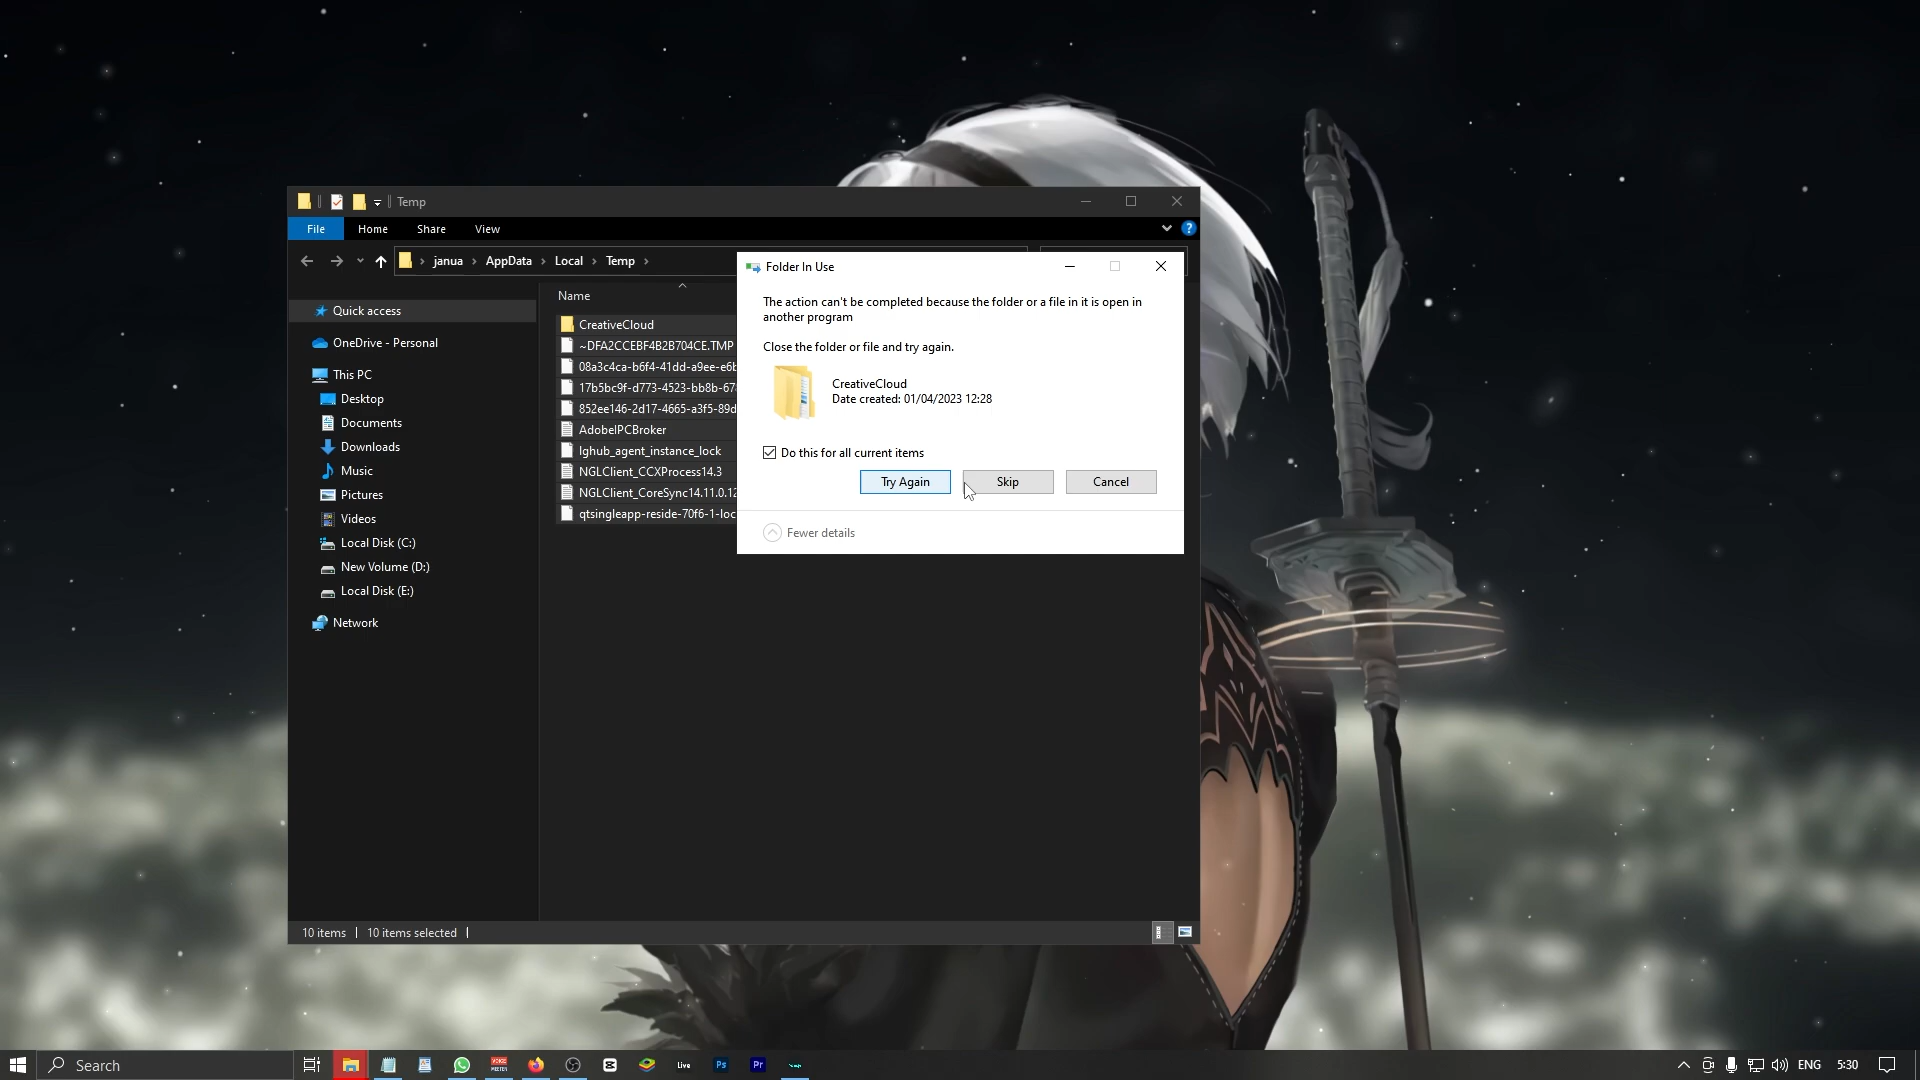 Temp
File Home Share View
janua > AppData > Local > Temp >
Quick access
OneDrive - Personal
This PC
Desktop
Documents
Downloads
Music
Pictures
Videos
Local Disk (C:)
New Volume (D:)
Local Disk (E:)
Network
Name
CreativeCloud
~DFA2CCEBF4B2B704CE.TMP
08a3c4ca-b6f4-41dd-a9ee-e6b
17b5bc9f-d773-4523-bb8b-67
852ee146-2d17-4665-a3f5-89d
AdobeIPCBroker
lghub_agent_instance_lock
NGLClient_CCXProcess14.3
NGLClient_CoreSync14.11.0.12
qtsingleapp-reside-70f6-1-loc
Folder In Use
The action can't be completed because the folder or a file in it is open in
another program
Close the folder or file and try again.
CreativeCloud
Date created: 01/04/2023 12:28
Do this for all current items
Try Again Skip Cancel
Fewer details
10 items 10 items selected
Search
VOICE
MEETER
Live
Ps
Pr
ENG 5:30